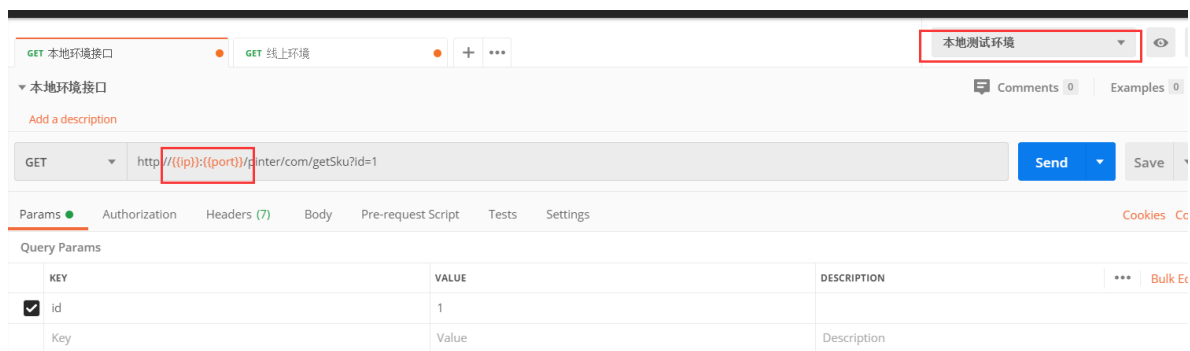 GET 本地环境接口 GET 线上环境 + ••• 本地测试环境
本地环境接口 Comments 0 Examples 0
Add a description
GET http://{{ip}}:{{port}}/pinter/com/getSku?id=1 Send Save
Params Authorization Headers (7) Body Pre-request Script Tests Settings Cookies Co
Query Params
KEY VALUE DESCRIPTION ••• Bulk Ed
id 1
Key Value Description